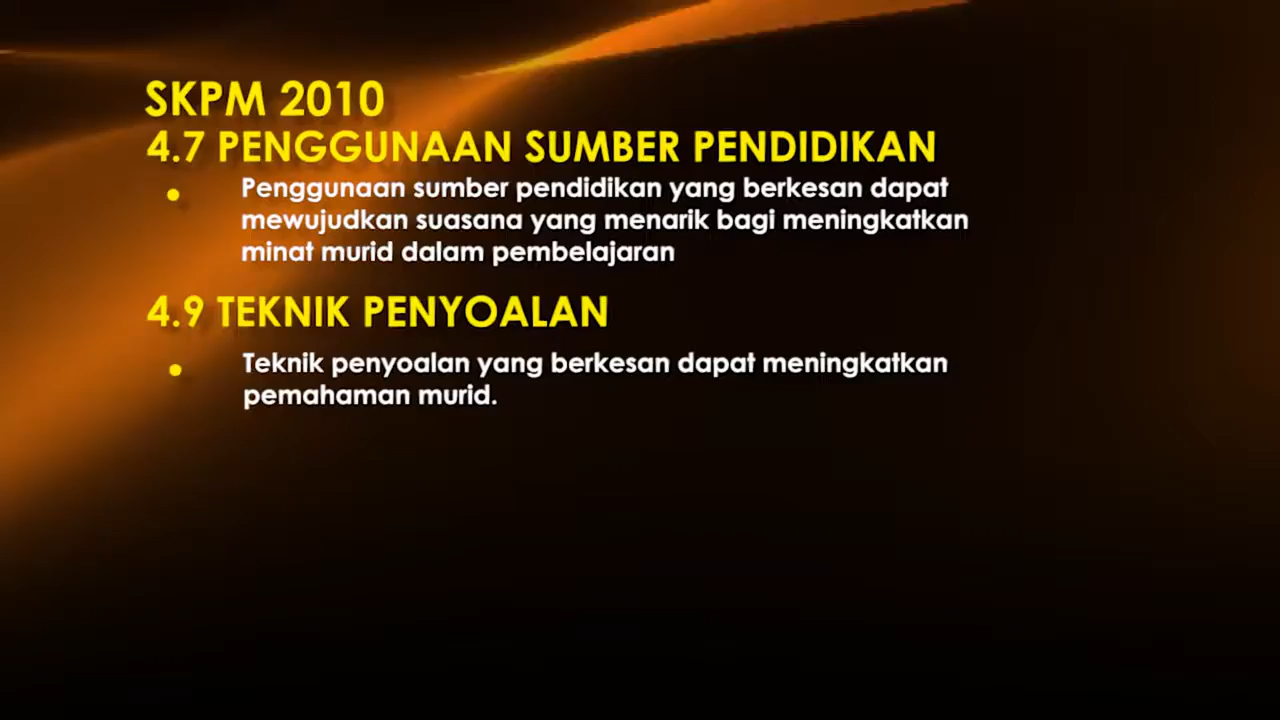 SKPM 2010
4.7 PENGGUNAAN SUMBER PENDIDIKAN
• Penggunaan sumber pendidikan yang berkesan dapat
mewujudkan suasana yang menarik bagi meningkatkan
minat murid dalam pembelajaran
4.9 TEKNIK PENYOALAN
• Teknik penyoalan yang berkesan dapat meningkatkan
pemahaman murid.